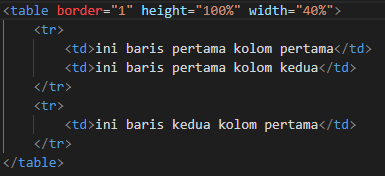 <table border="1" height="100%" width="40%">
    <tr>
        <td>ini baris pertama kolom pertama</td>
        <td>ini baris pertama kolom kedua</td>
    </tr>
    <tr>
        <td>ini baris kedua kolom pertama</td>
    </tr>
</table>